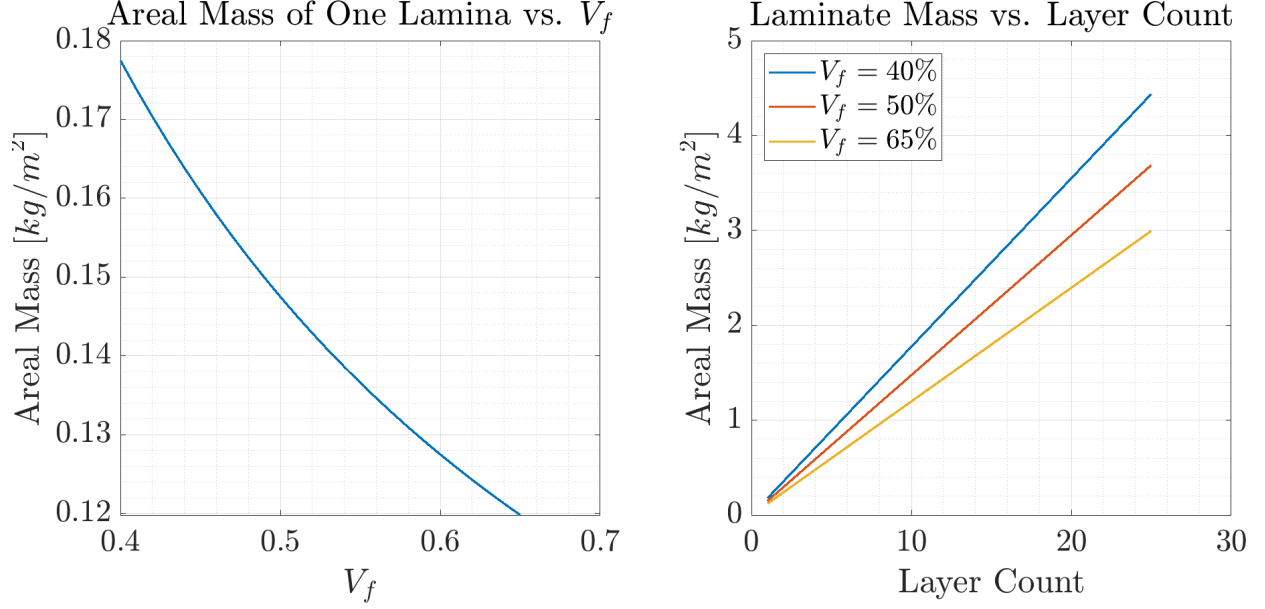 Areal Mass of One Lamina vs. V_f
0.18
0.17
0.16
0.15
0.14
0.13
0.12
0.4 0.5 0.6 0.7
V_f
Areal Mass [kg/m²]
Laminate Mass vs. Layer Count
V_f = 40%
V_f = 50%
V_f = 65%
5
4
3
2
1
0
0 10 20 30
Layer Count
Areal Mass [kg/m²]